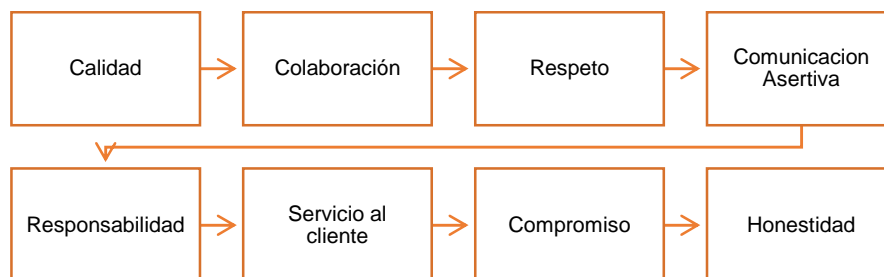 Calidad
Colaboración
Respeto
Comunicacion
Asertiva
Responsabilidad
Servicio al
cliente
Compromiso
Honestidad